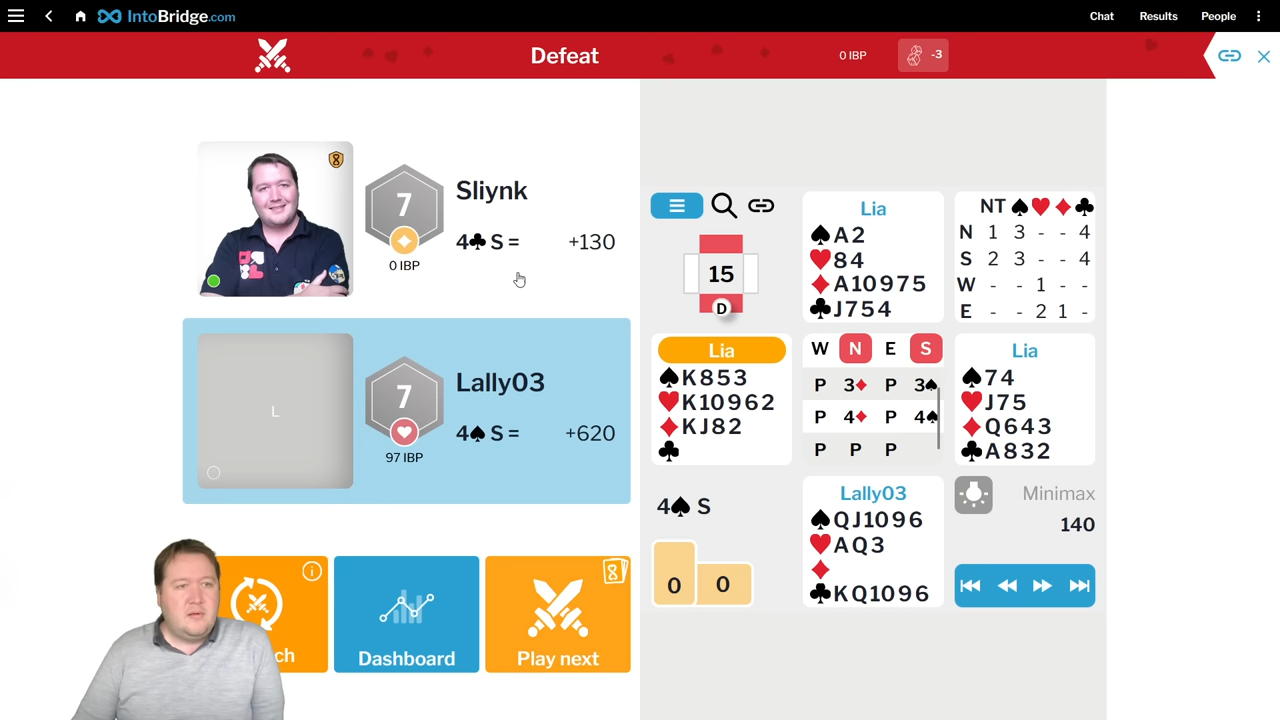 IntoBridge.com
Chat Results People
Defeat
0 IBP
-3
Sliynk
7
4♣ S = +130
0 IBP
L
Lally03
7
4♠ S = +620
97 IBP
ch
Dashboard
Play next
15
D
Lia
♠A2
♥84
♦A10975
♣J754
NT ♠ ♥ ♦ ♣
N 1 3 - - 4
S 2 3 - - 4
W - - 1 - -
E - - 2 1 -
Lia
♠K853
♥K10962
♦KJ82
♣
W N E S
P 3♦ P 3♠
P 4♦ P 4♠
P P P
Lia
♠74
♥J75
♦Q643
♣A832
4♠ S
0
0
Lally03
♠QJ1096
♥AQ3
♦
♣KQ1096
Minimax
140